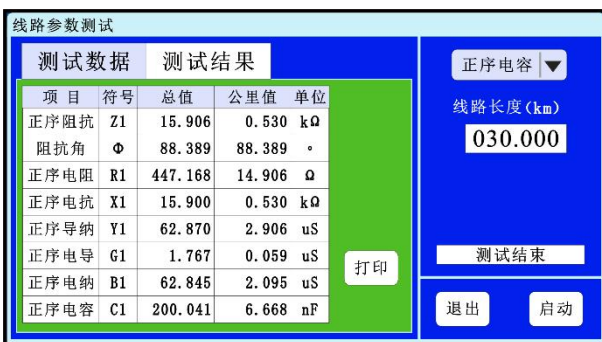 线路参数测试
测试数据 测试结果
项 目 符号 总值 公里值 单位
正序阻抗 Z1 15.906 0.530 kΩ
阻抗角 Φ 88.389 88.389 °
正序电阻 R1 447.168 14.906 Ω
正序电抗 X1 15.900 0.530 kΩ
正序导纳 Y1 62.870 2.906 uS
正序电导 G1 1.767 0.059 uS
正序电纳 B1 62.845 2.095 uS
正序电容 C1 200.041 6.668 nF
打印
正序电容
线路长度(km)
030.000
测试结束
退出 启动